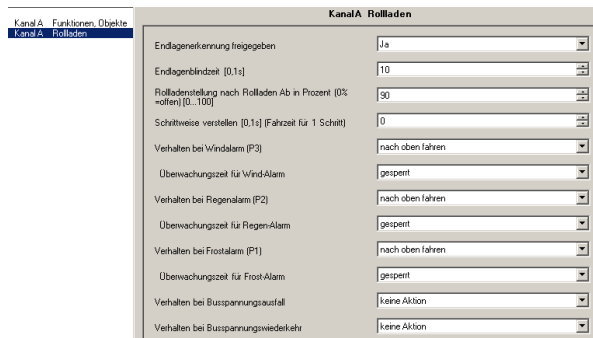 Kanal A Rollladen
Kanal A Funktionen, Objekte
Kanal A Rollladen
Endlagenerkennung freigegeben
Ja
Endlagenblindzeit [0,1s]
10
Rollladenstellung nach Rollladen Ab in Prozent (0%
=offen) [0...100]
90
Schrittweise verstellen [0,1s] (Fahrzeit für 1 Schritt)
0
Verhalten bei Windalarm (P3)
nach oben fahren
Überwachungszeit für Wind-Alarm
gesperrt
Verhalten bei Regenalarm (P2)
nach oben fahren
Überwachungszeit für Regen-Alarm
gesperrt
Verhalten bei Frostalarm (P1)
nach oben fahren
Überwachungszeit für Frost-Alarm
gesperrt
Verhalten bei Busspannungsausfall
keine Aktion
Verhalten bei Busspannungswiederkehr
keine Aktion